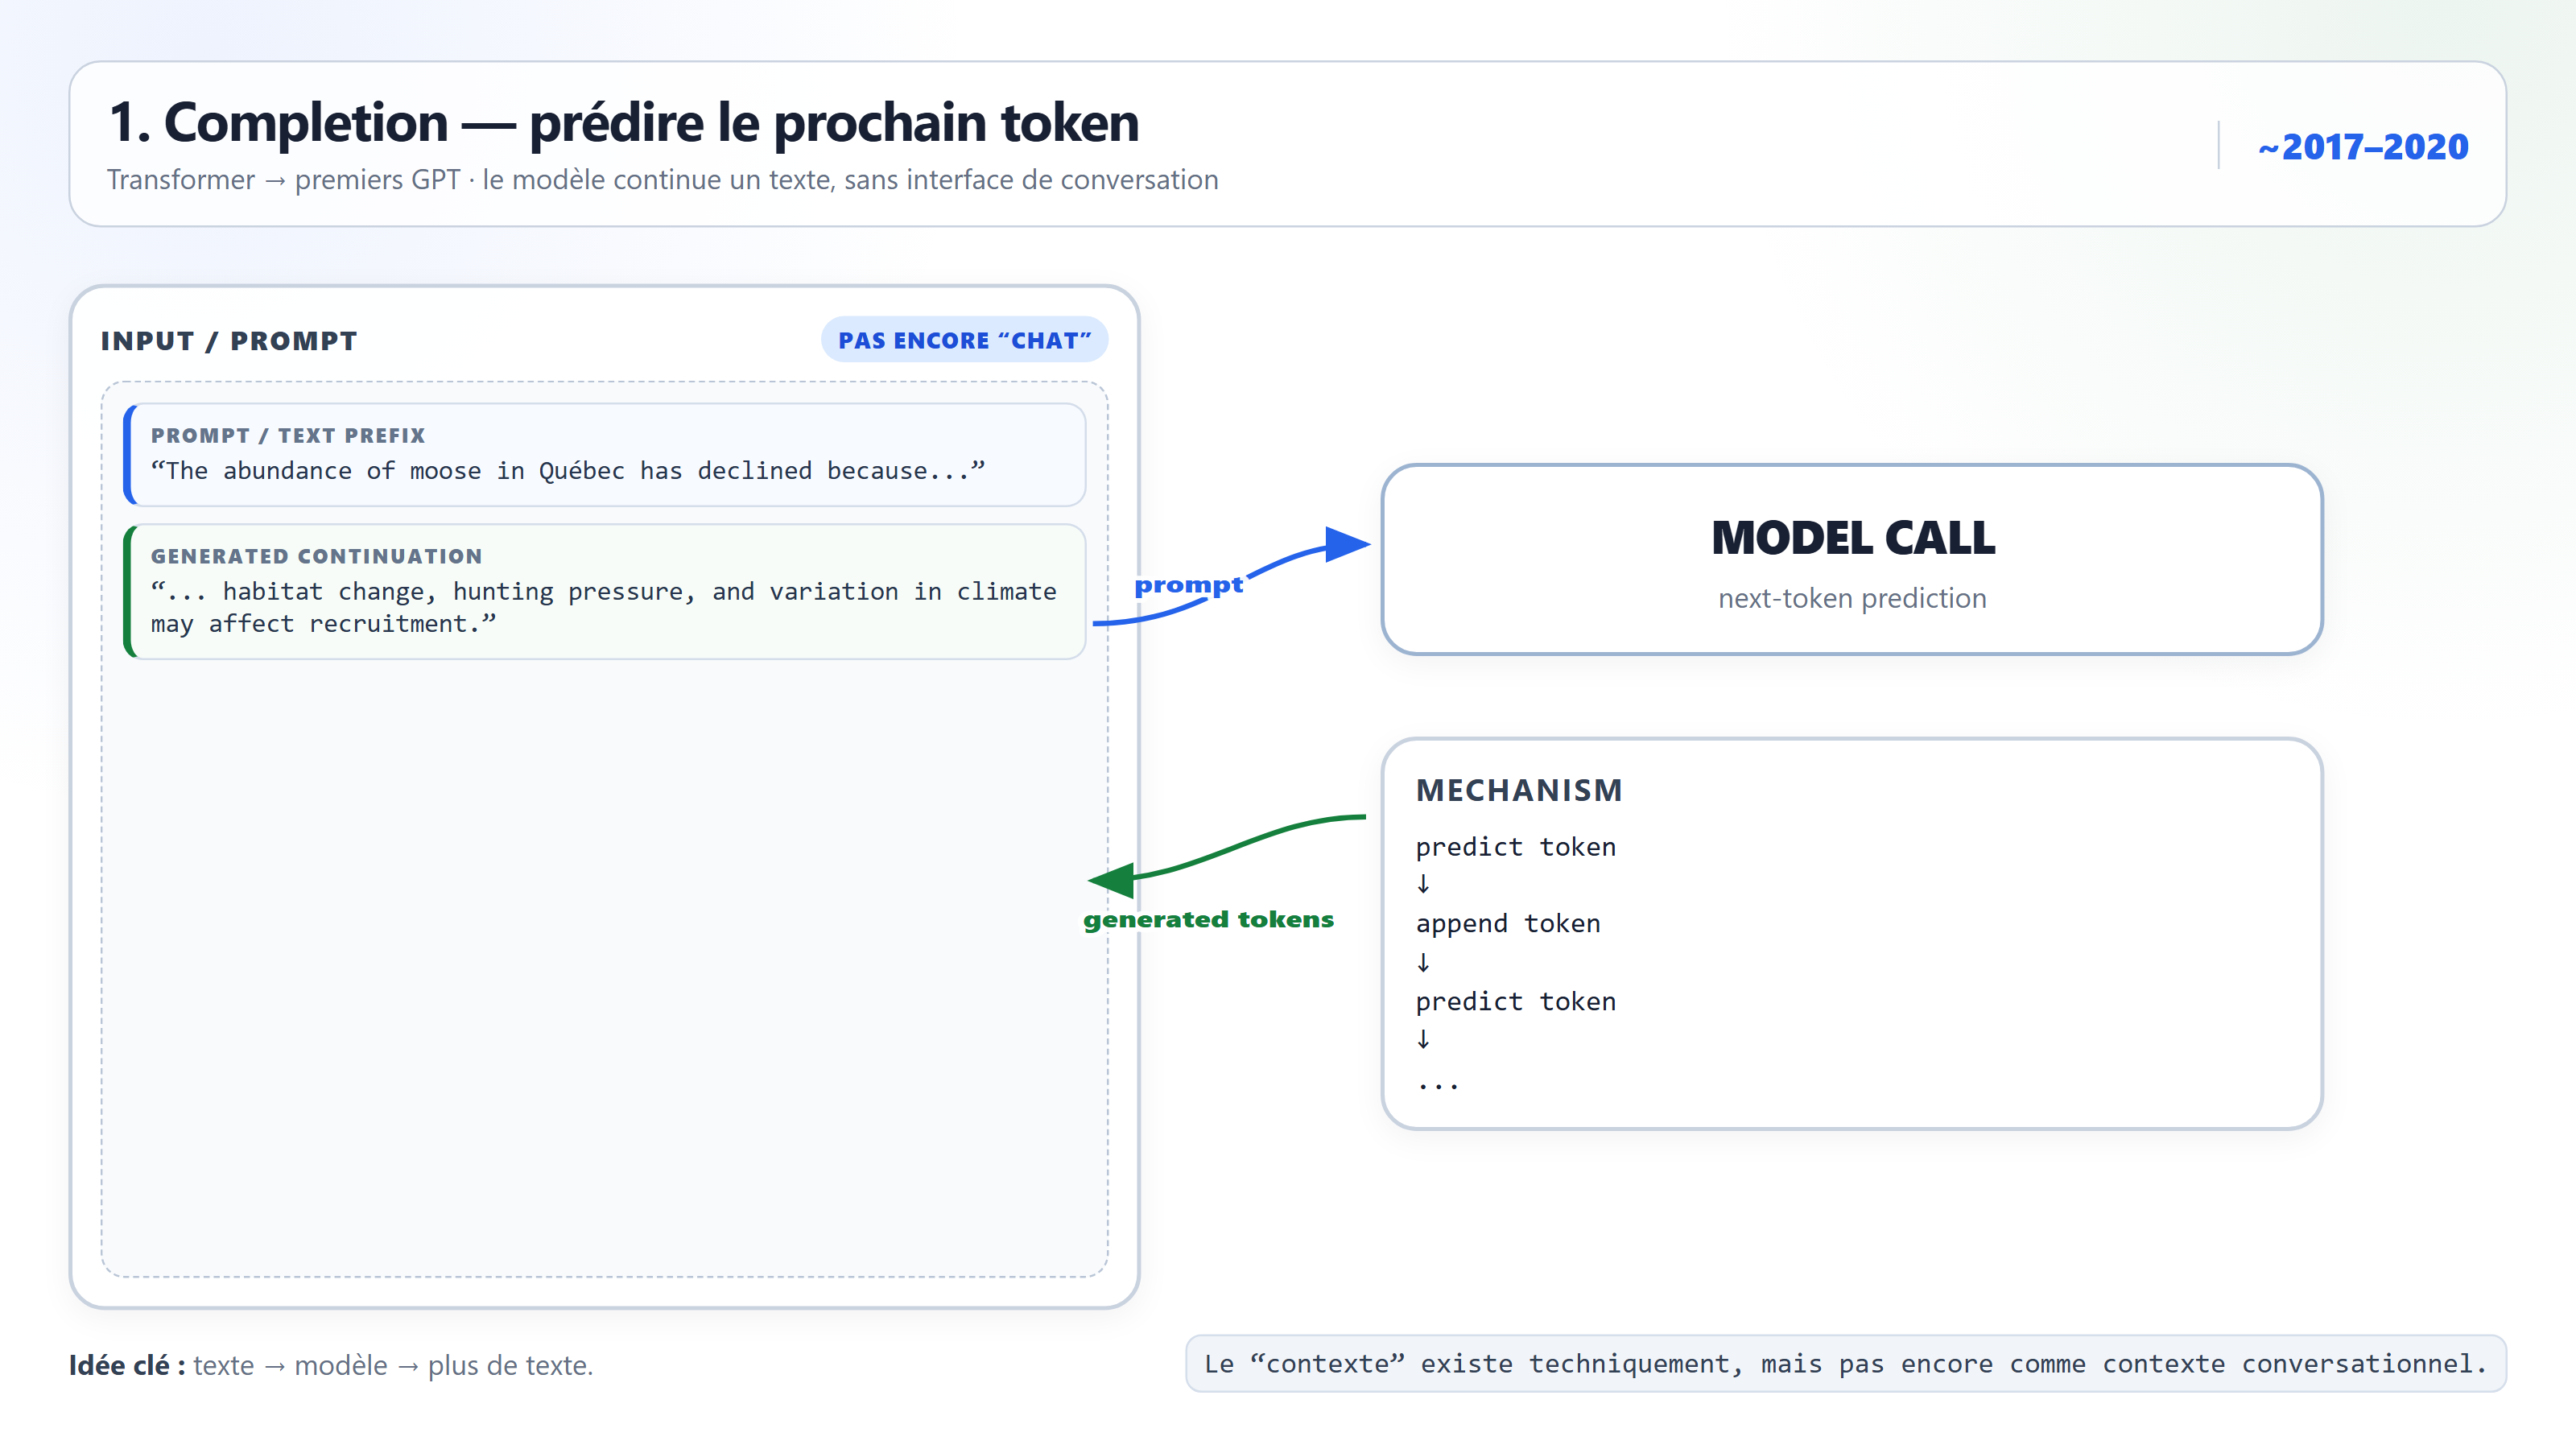 1. Completion — prédire le prochain token
Transformer → premiers GPT · le modèle continue un texte, sans interface de conversation
~2017–2020
INPUT / PROMPT
PAS ENCORE “CHAT”
PROMPT / TEXT PREFIX
“The abundance of moose in Québec has declined because...”
GENERATED CONTINUATION
“... habitat change, hunting pressure, and variation in climate
may affect recruitment.”
prompt
MODEL CALL
next-token prediction
generated tokens
MECHANISM
predict token
↓
append token
↓
predict token
↓
...
Idée clé : texte → modèle → plus de texte.
Le “contexte” existe techniquement, mais pas encore comme contexte conversationnel.